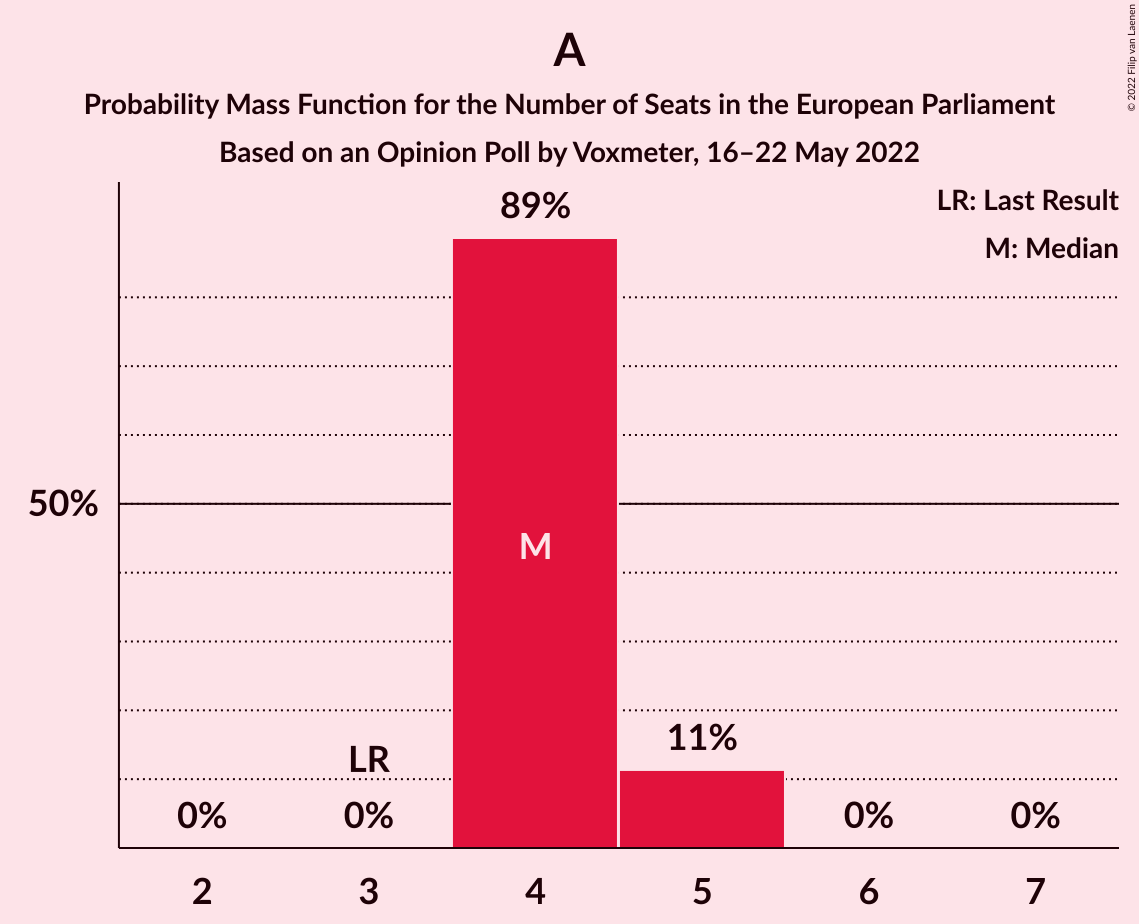 A
Probability Mass Function for the Number of Seats in the European Parliament
Based on an Opinion Poll by Voxmeter, 16–22 May 2022
© 2022 Filip van Laenen
LR: Last Result
M: Median
89%
50%
M
11%
LR
0% 0% 0% 0%
2 3 4 5 6 7